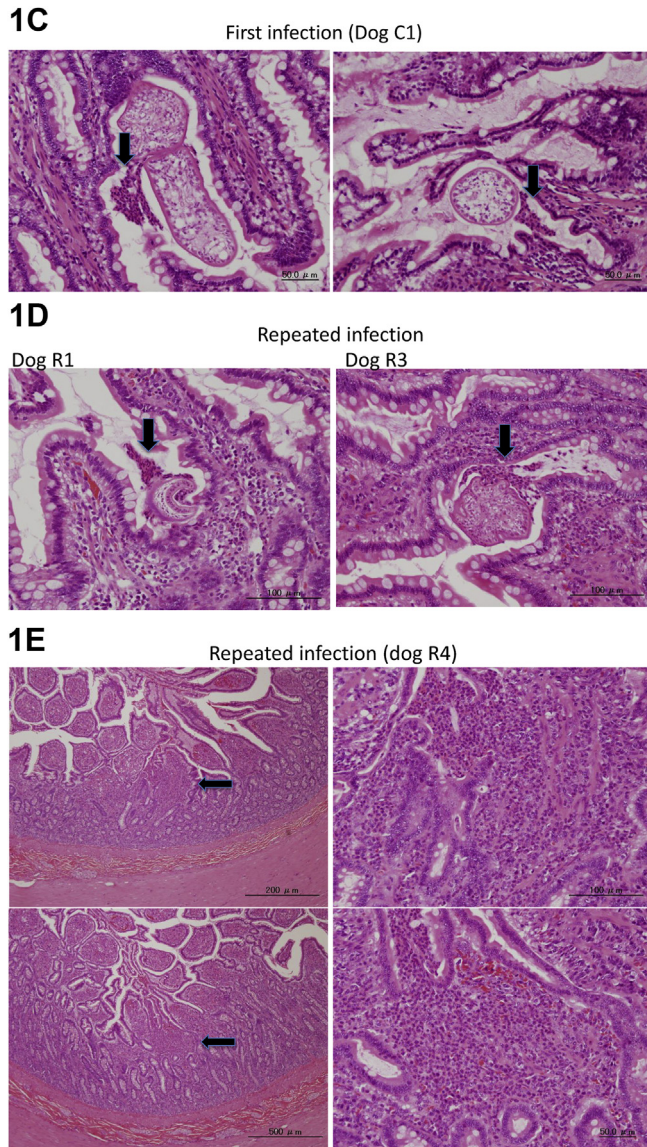 1C
First infection (Dog C1)
50.0 μm
50.0 μm
1D
Repeated infection
Dog R1
Dog R3
100 μm
100 μm
1E
Repeated infection (dog R4)
200 μm
100 μm
500 μm
50.0 μm